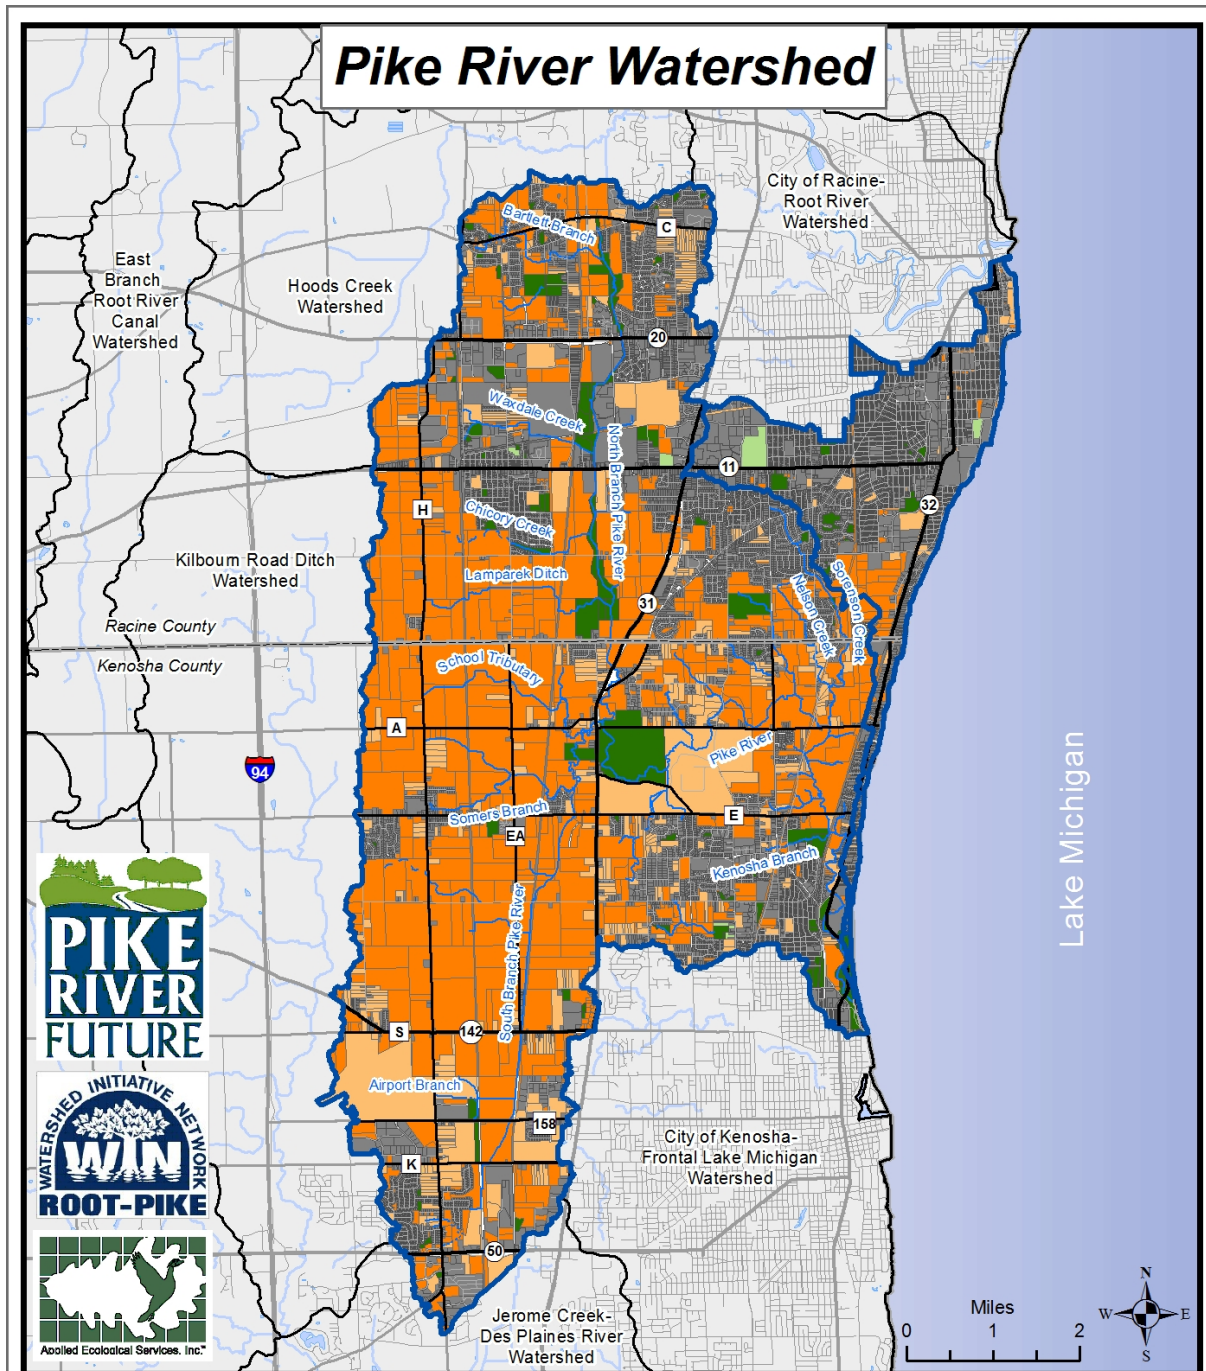 Pike River Watershed
City of Racine-
Root River
Watershed
Bartlett Branch
C
East
Branch
Root River
Canal
Watershed
Hoods Creek
Watershed
20
Waxdale Creek
North Branch Pike River
11
32
H
Chicory Creek
Kilbourn Road Ditch
Watershed
Lamparek Ditch
Sorenson Creek
Nelson Creek
31
Racine County
Kenosha County
School Tributary
A
Pike River
94
Lake Michigan
Somers Branch
E
EA
Kenosha Branch
South Branch Pike River
PIKE
RIVER
FUTURE
S
142
Airport Branch
158
WATERSHED INITIATIVE NETWORK
WIN
ROOT-PIKE
City of Kenosha-
Frontal Lake Michigan
Watershed
K
50
Applied Ecological Services, Inc.™
Jerome Creek-
Des Plaines River
Watershed
Miles
0 1 2
N
W E
S